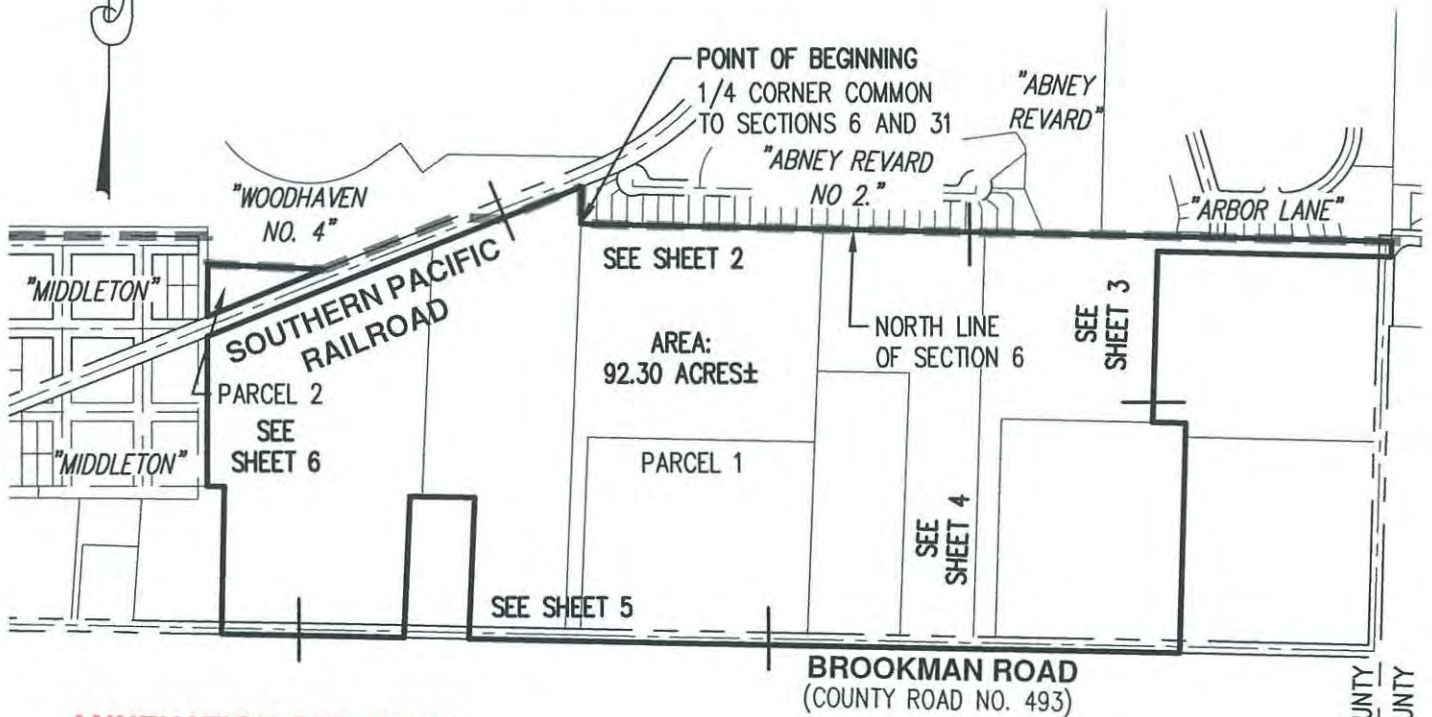 POINT OF BEGINNING
1/4 CORNER COMMON
TO SECTIONS 6 AND 31
"ABNEY REVARD
NO 2."
"ABNEY
REVARD"
"WOODHAVEN
NO. 4"
"ARBOR LANE"
"MIDDLETON"
SOUTHERN PACIFIC
RAILROAD
SEE SHEET 2
AREA:
92.30 ACRES±
NORTH LINE
OF SECTION 6
SEE
SHEET 3
PARCEL 2
SEE
SHEET 6
"MIDDLETON"
PARCEL 1
SEE
SHEET 4
SEE SHEET 5
BROOKMAN ROAD
(COUNTY ROAD NO. 493)